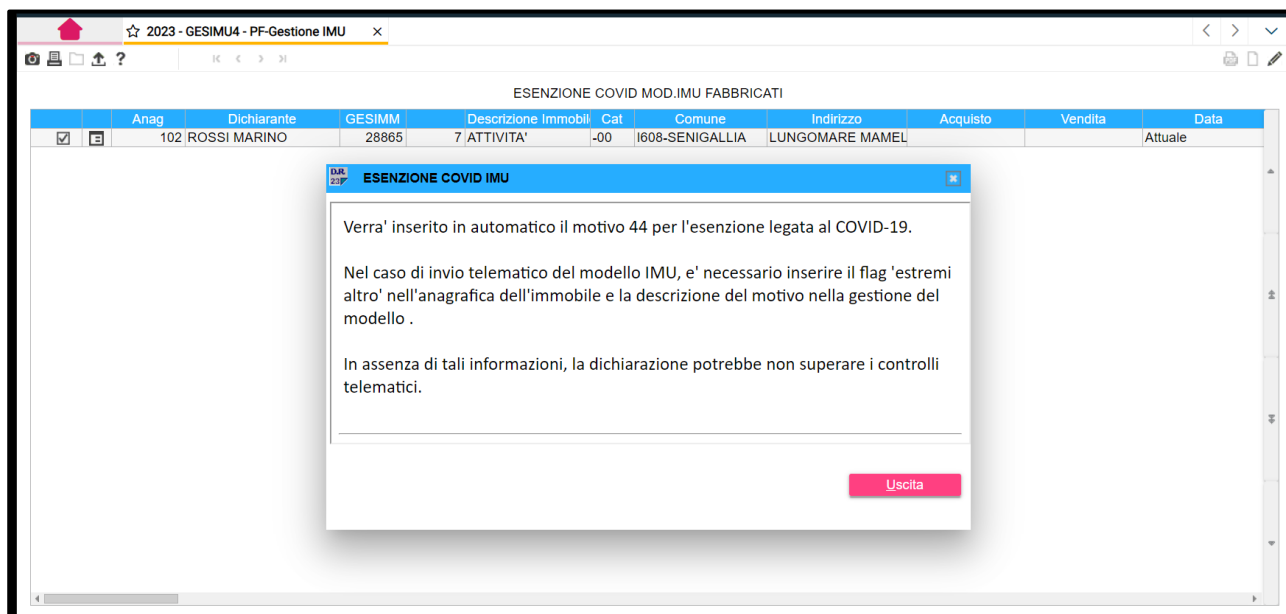 2023 - GESIMU4 - PF-Gestione IMU
?
ESENZIONE COVID MOD.IMU FABBRICATI
Anag Dichiarante GESIMM Descrizione Immobil Cat Comune Indirizzo Acquisto Vendita Data
102 ROSSI MARINO 28865 7 ATTIVITA' -00 I608-SENIGALLIA LUNGOMARE MAMEL Attuale
D.R. 23 ESENZIONE COVID IMU
Verra' inserito in automatico il motivo 44 per l'esenzione legata al COVID-19.
Nel caso di invio telematico del modello IMU, e' necessario inserire il flag 'estremi
altro' nell'anagrafica dell'immobile e la descrizione del motivo nella gestione del
modello .
In assenza di tali informazioni, la dichiarazione potrebbe non superare i controlli
telematici.
Uscita